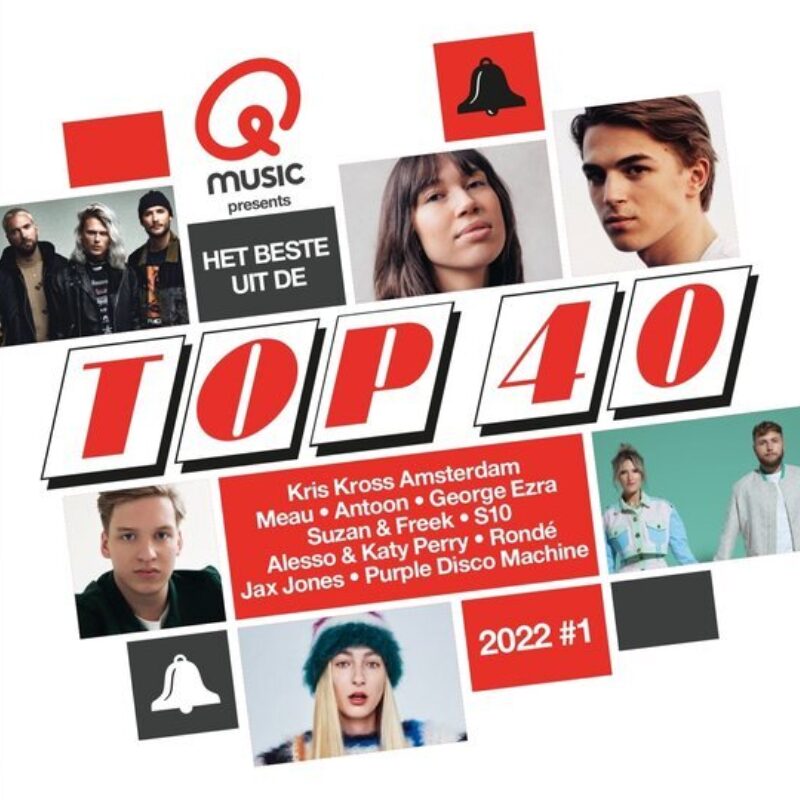 Q
MUSIC
presents
HET BESTE
UIT DE
TOP 40
Kris Kross Amsterdam
Meau • Antoon • George Ezra
Suzan & Freek • S10
Alesso & Katy Perry • Rondé
Jax Jones • Purple Disco Machine
2022 #1